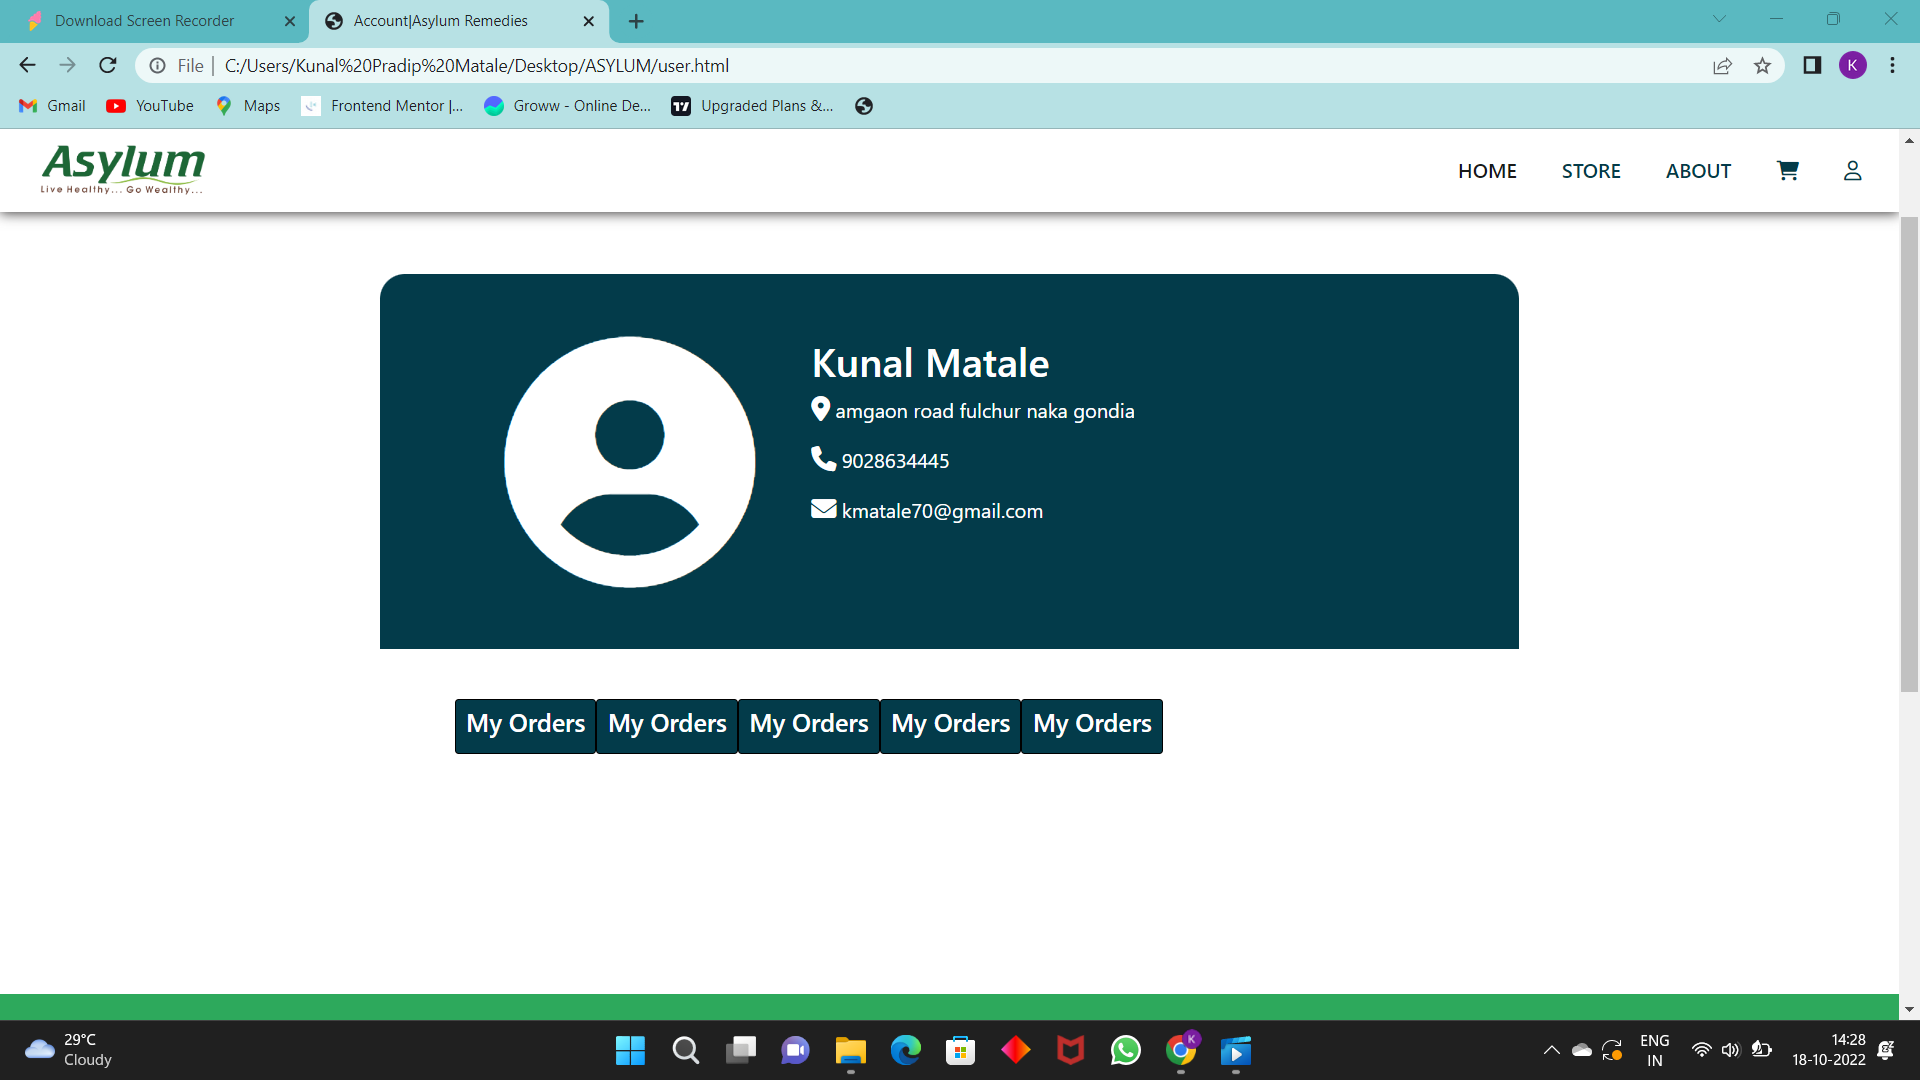 Download Screen Recorder
Account|Asylum Remedies
File | C:/Users/Kunal%20Pradip%20Matale/Desktop/ASYLUM/user.html
K
Gmail
YouTube
Maps
Frontend Mentor |...
Groww - Online De...
Upgraded Plans &...
Asylum
Live Healthy... Go Wealthy...
HOME
STORE
ABOUT
Kunal Matale
amgaon road fulchur naka gondia
9028634445
kmatale70@gmail.com
My Orders
My Orders
My Orders
My Orders
My Orders
29°C
Cloudy
K
ENG
IN
14:28
18-10-2022